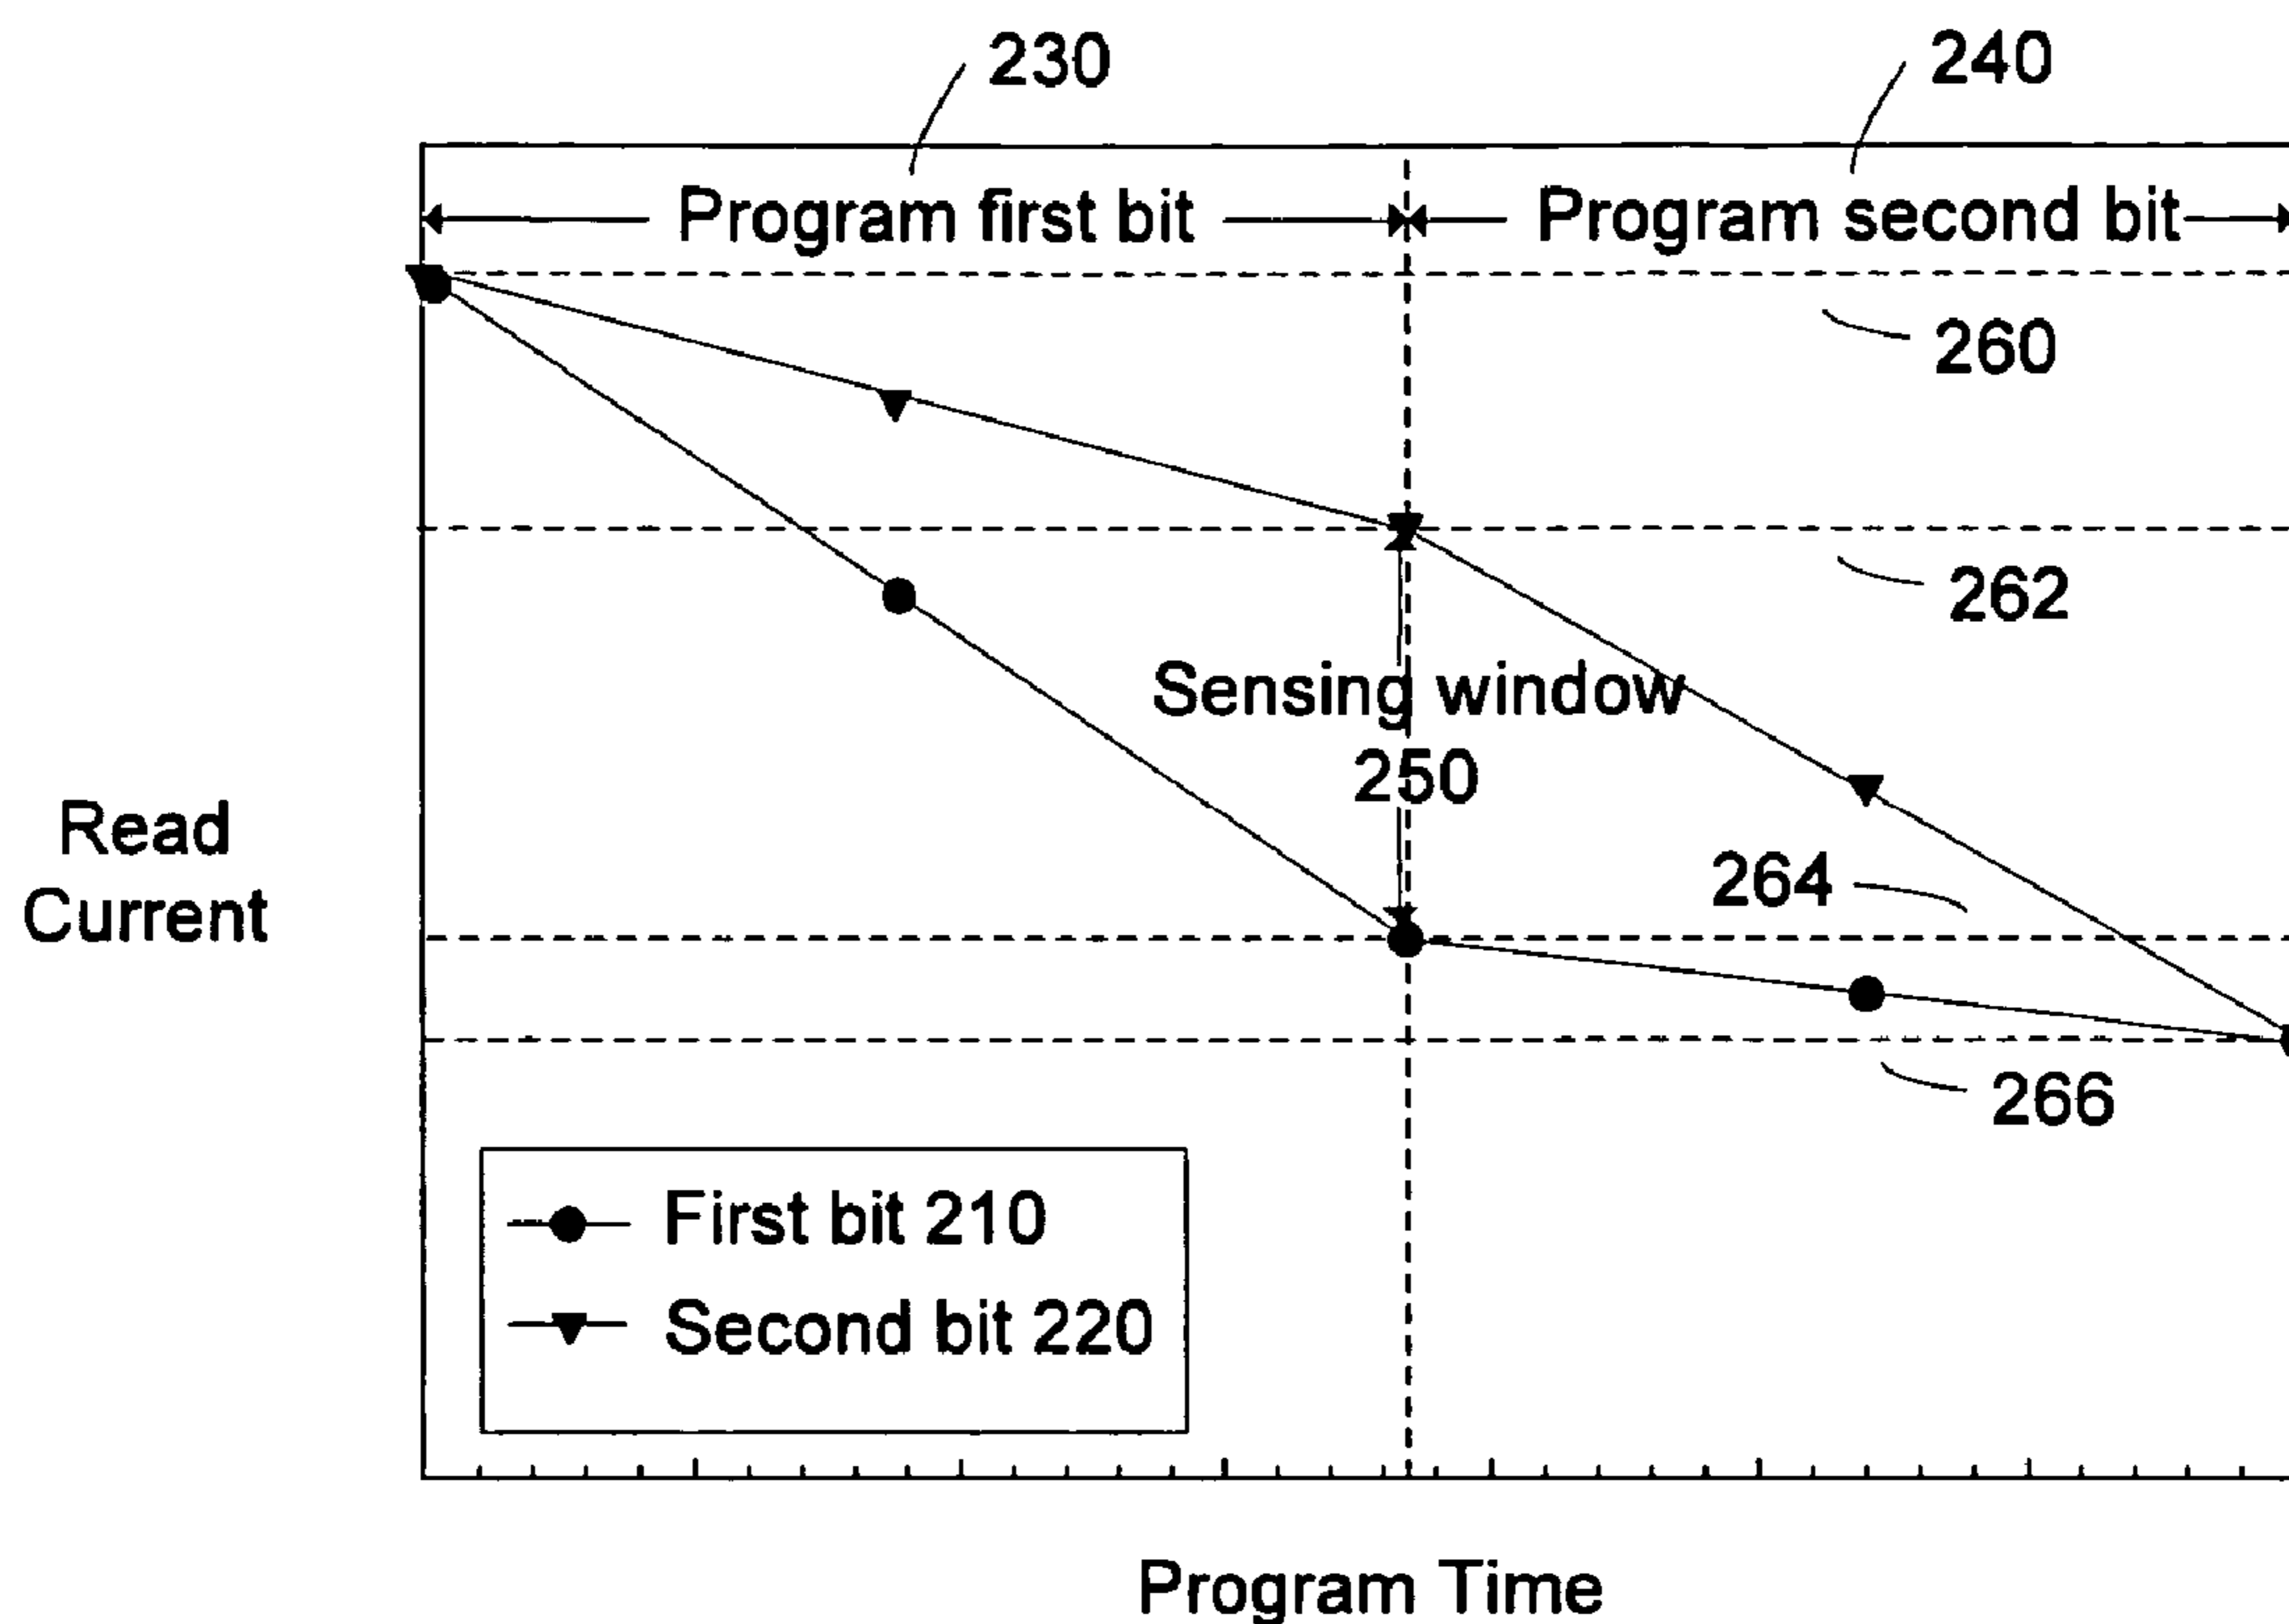 230
240
Program first bit
Program second bit
260
262
Sensing window
250
Read
Current
264
266
First bit 210
Second bit 220
Program Time